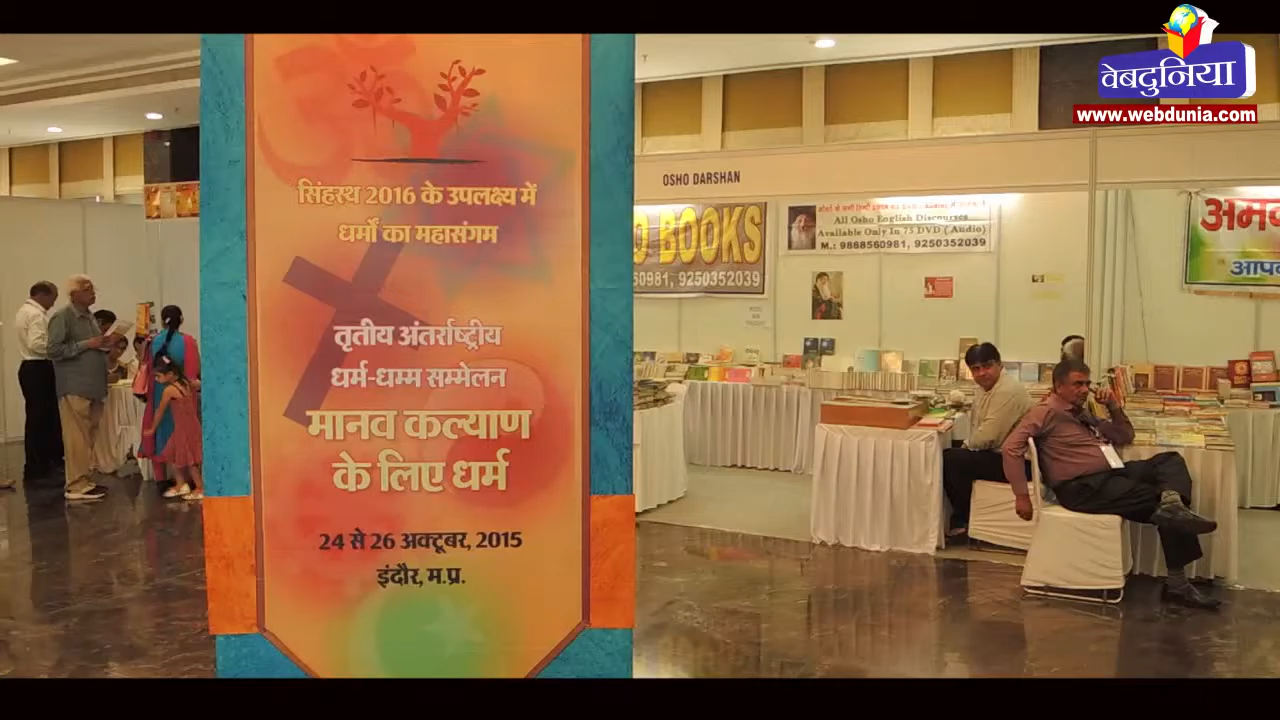 वेबदुनिया
www.webdunia.com
सिंहस्थ 2016 के उपलक्ष्य में
धर्मों का महासंगम
तृतीय अंतर्राष्ट्रीय
धर्म-धम्म सम्मेलन
मानव कल्याण
के लिए धर्म
24 से 26 अक्टूबर, 2015
इंदौर, म.प्र.
OSHO DARSHAN
BOOKS
9250352039
All Osho English Discourses
Available Only In 75 DVD (Audio)
M.: 9868560981, 9250352039